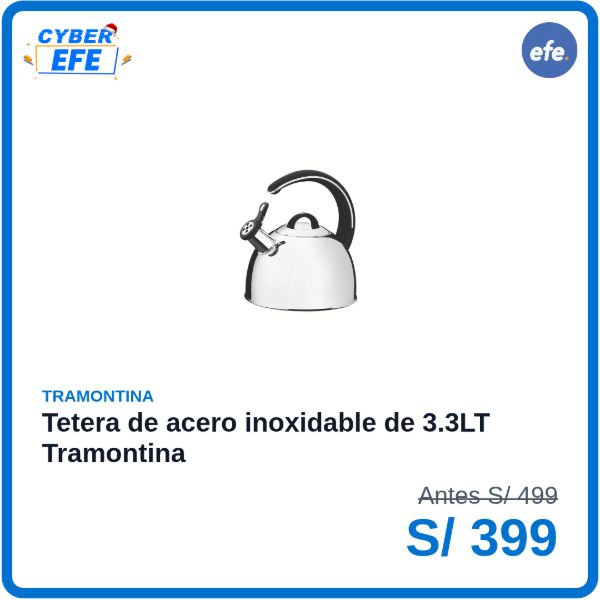 CYBER
EFE
efe.
TRAMONTINA
Tetera de acero inoxidable de 3.3LT
Tramontina
Antes S/ 499
S/ 399